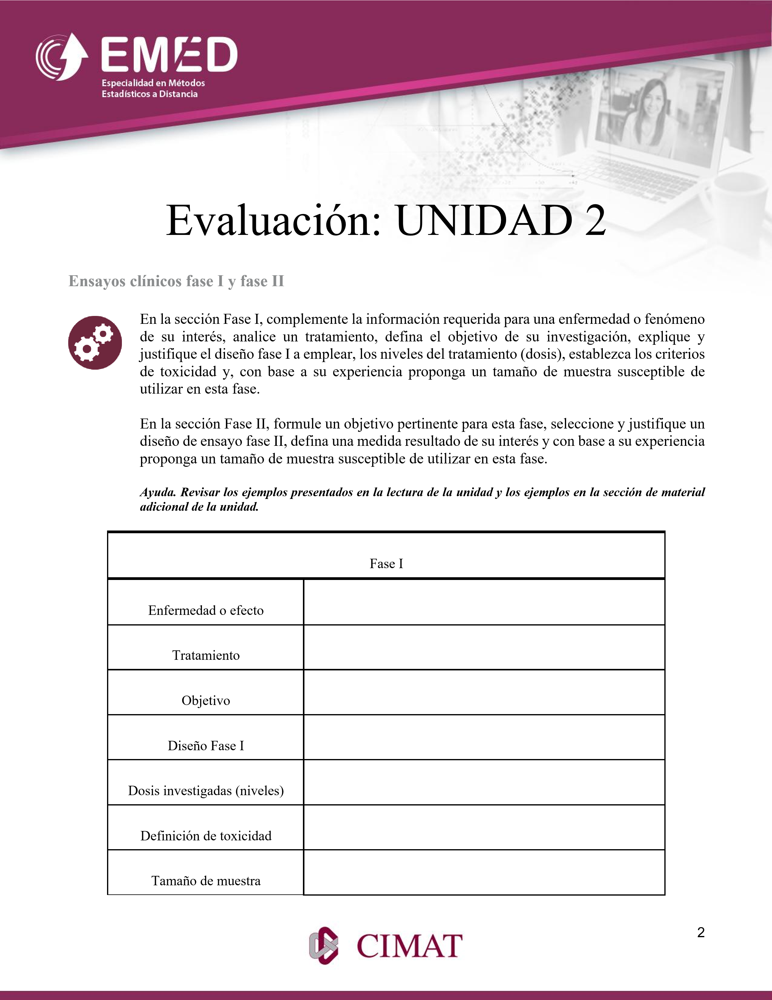 EMED
Especialidad en Métodos
Estadísticos a Distancia
Evaluación: UNIDAD 2
Ensayos clínicos fase I y fase II
En la sección Fase I, complemente la información requerida para una enfermedad o fenómeno
de su interés, analice un tratamiento, defina el objetivo de su investigación, explique y
justifique el diseño fase I a emplear, los niveles del tratamiento (dosis), establezca los criterios
de toxicidad y, con base a su experiencia proponga un tamaño de muestra susceptible de
utilizar en esta fase.
En la sección Fase II, formule un objetivo pertinente para esta fase, seleccione y justifique un
diseño de ensayo fase II, defina una medida resultado de su interés y con base a su experiencia
proponga un tamaño de muestra susceptible de utilizar en esta fase.
Ayuda. Revisar los ejemplos presentados en la lectura de la unidad y los ejemplos en la sección de material
adicional de la unidad.
Fase I
Enfermedad o efecto
Tratamiento
Objetivo
Diseño Fase I
Dosis investigadas (niveles)
Definición de toxicidad
Tamaño de muestra
CIMAT
2